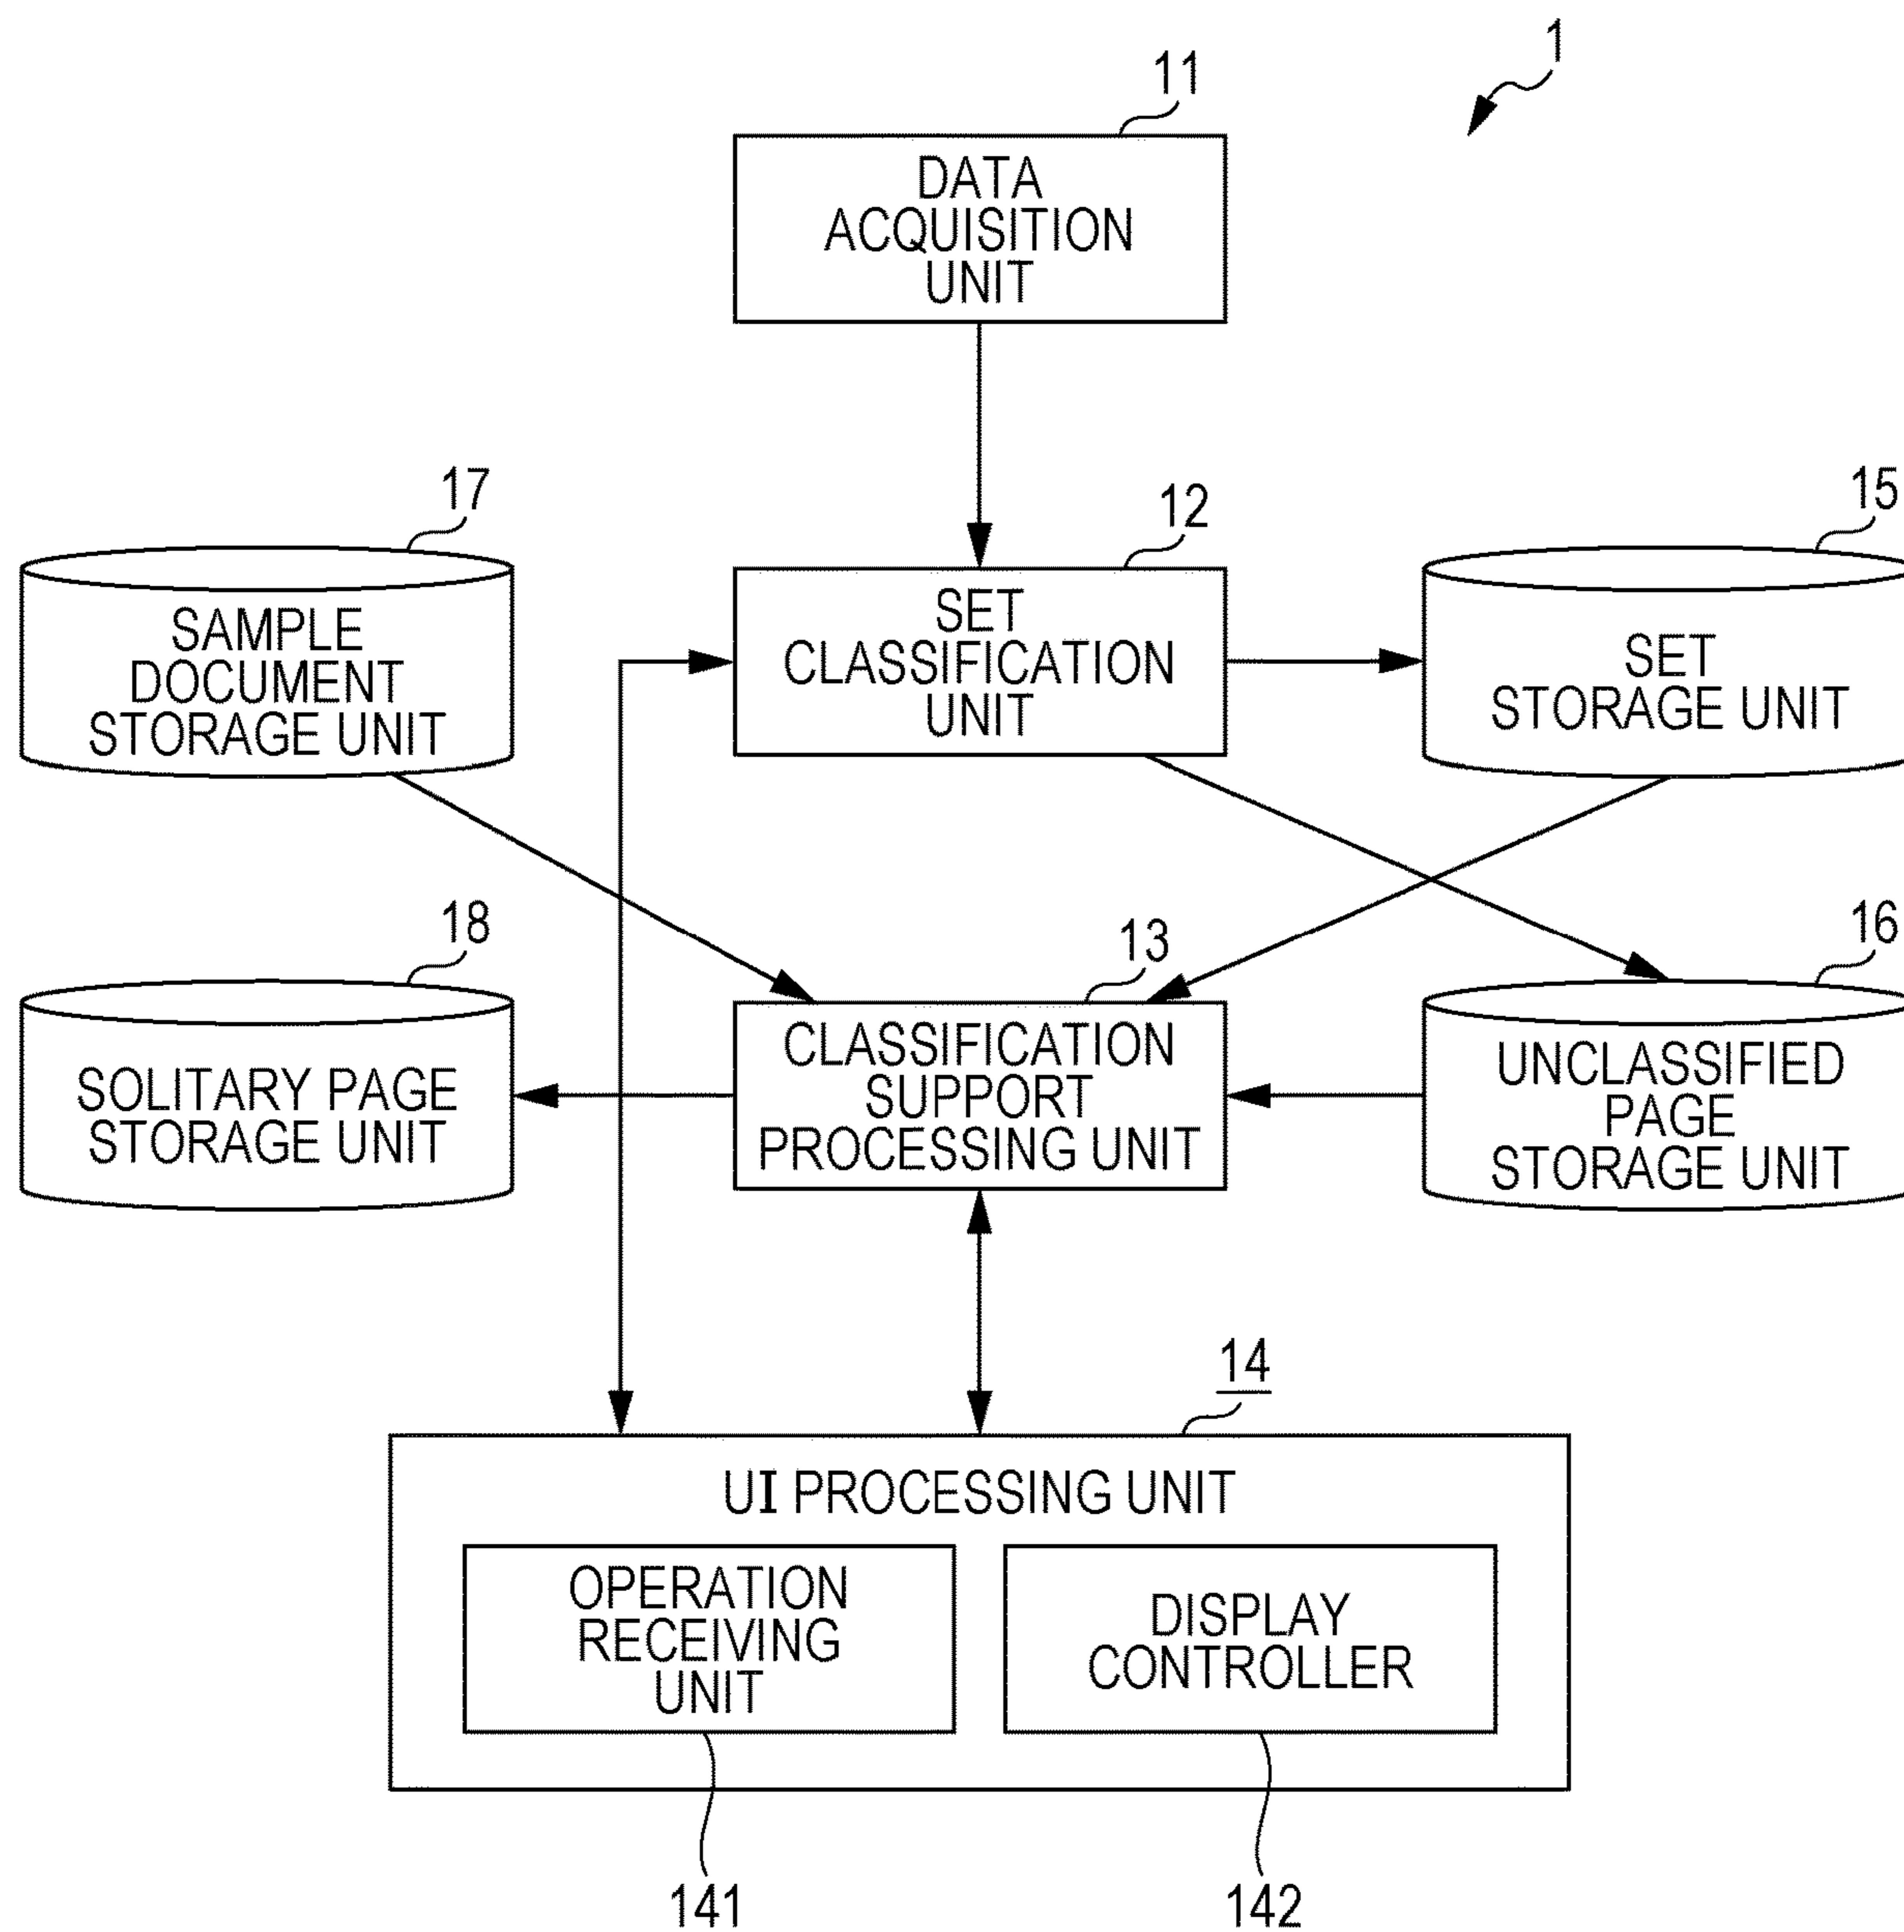 1
11
DATA
ACQUISITION
UNIT
17
12
15
SAMPLE
DOCUMENT
STORAGE UNIT
SET
CLASSIFICATION
UNIT
SET
STORAGE UNIT
18
13
16
SOLITARY PAGE
STORAGE UNIT
CLASSIFICATION
SUPPORT
PROCESSING UNIT
UNCLASSIFIED
PAGE
STORAGE UNIT
14
UI PROCESSING UNIT
OPERATION
RECEIVING
UNIT
DISPLAY
CONTROLLER
141
142